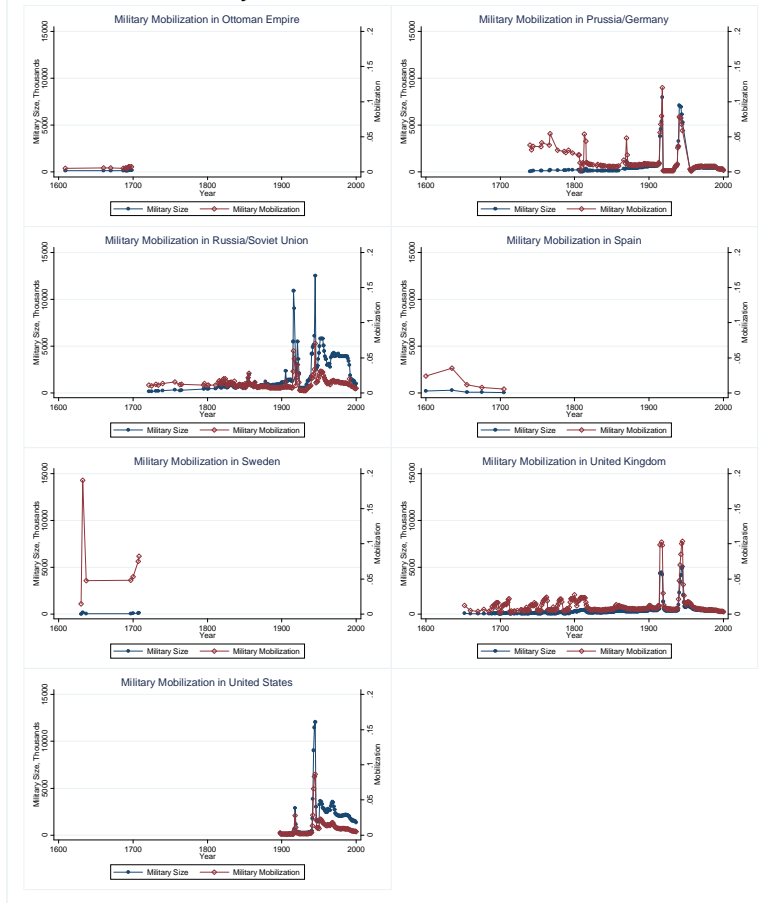 Military Mobilization in Ottoman Empire
Military Size, Thousands
0 5000 10000 15000
0 .05 .1 .15 .2
Mobilization
1600 1700 1800 1900 2000
Year
Military Size Military Mobilization
Military Mobilization in Prussia/Germany
Military Size, Thousands
0 5000 10000 15000
0 .05 .1 .15 .2
Mobilization
1600 1700 1800 1900 2000
Year
Military Size Military Mobilization
Military Mobilization in Russia/Soviet Union
Military Size, Thousands
0 5000 10000 15000
0 .05 .1 .15 .2
Mobilization
1600 1700 1800 1900 2000
Year
Military Size Military Mobilization
Military Mobilization in Spain
Military Size, Thousands
0 5000 10000 15000
0 .05 .1 .15 .2
Mobilization
1600 1700 1800 1900 2000
Year
Military Size Military Mobilization
Military Mobilization in Sweden
Military Size, Thousands
0 5000 10000 15000
0 .05 .1 .15 .2
Mobilization
1600 1700 1800 1900 2000
Year
Military Size Military Mobilization
Military Mobilization in United Kingdom
Military Size, Thousands
0 5000 10000 15000
0 .05 .1 .15 .2
Mobilization
1600 1700 1800 1900 2000
Year
Military Size Military Mobilization
Military Mobilization in United States
Military Size, Thousands
0 5000 10000 15000
0 .05 .1 .15 .2
Mobilization
1600 1700 1800 1900 2000
Year
Military Size Military Mobilization